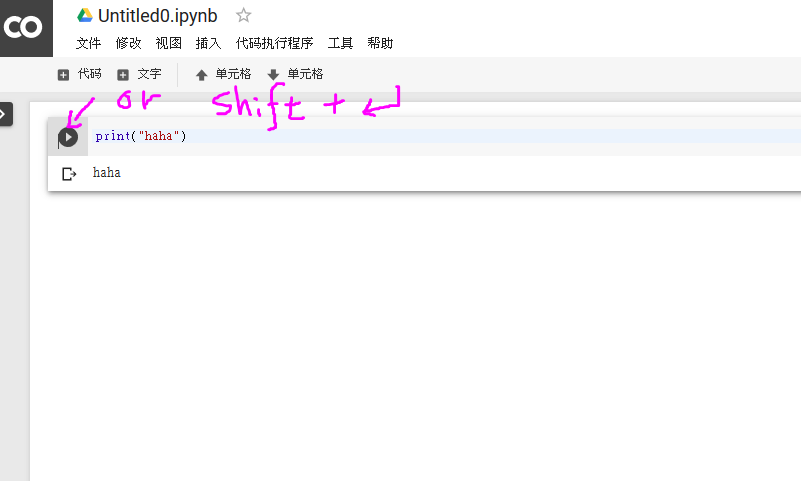 CO
Untitled0.ipynb
文件 修改 视图 插入 代码执行程序 工具 帮助
代码 文字 单元格 单元格
or shift + ↵
print("haha")
haha